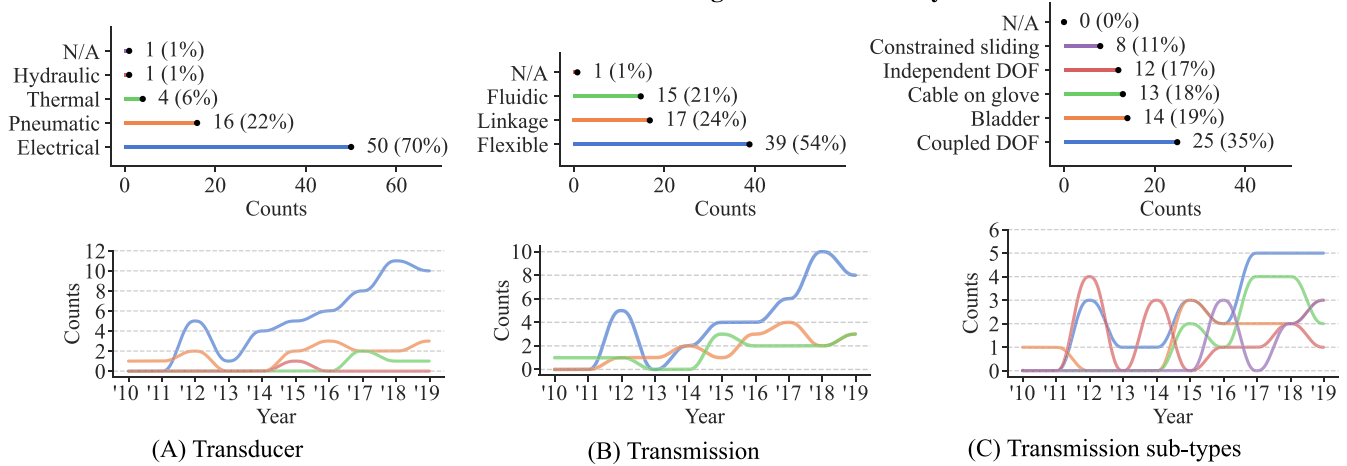 N/A 1 (1%)
Hydraulic 1 (1%)
Thermal 4 (6%)
Pneumatic 16 (22%)
Electrical 50 (70%)
0 20 40 60
Counts
12
10
8
6
4
2
0
Counts
'10 '11 '12 '13 '14 '15 '16 '17 '18 '19
Year
(A) Transducer
N/A 1 (1%)
Fluidic 15 (21%)
Linkage 17 (24%)
Flexible 39 (54%)
0 20 40
Counts
10
8
6
4
2
0
Counts
'10 '11 '12 '13 '14 '15 '16 '17 '18 '19
Year
(B) Transmission
N/A 0 (0%)
Constrained sliding 8 (11%)
Independent DOF 12 (17%)
Cable on glove 13 (18%)
Bladder 14 (19%)
Coupled DOF 25 (35%)
0 20 40
Counts
6
5
4
3
2
1
0
Counts
'10 '11 '12 '13 '14 '15 '16 '17 '18 '19
Year
(C) Transmission sub-types